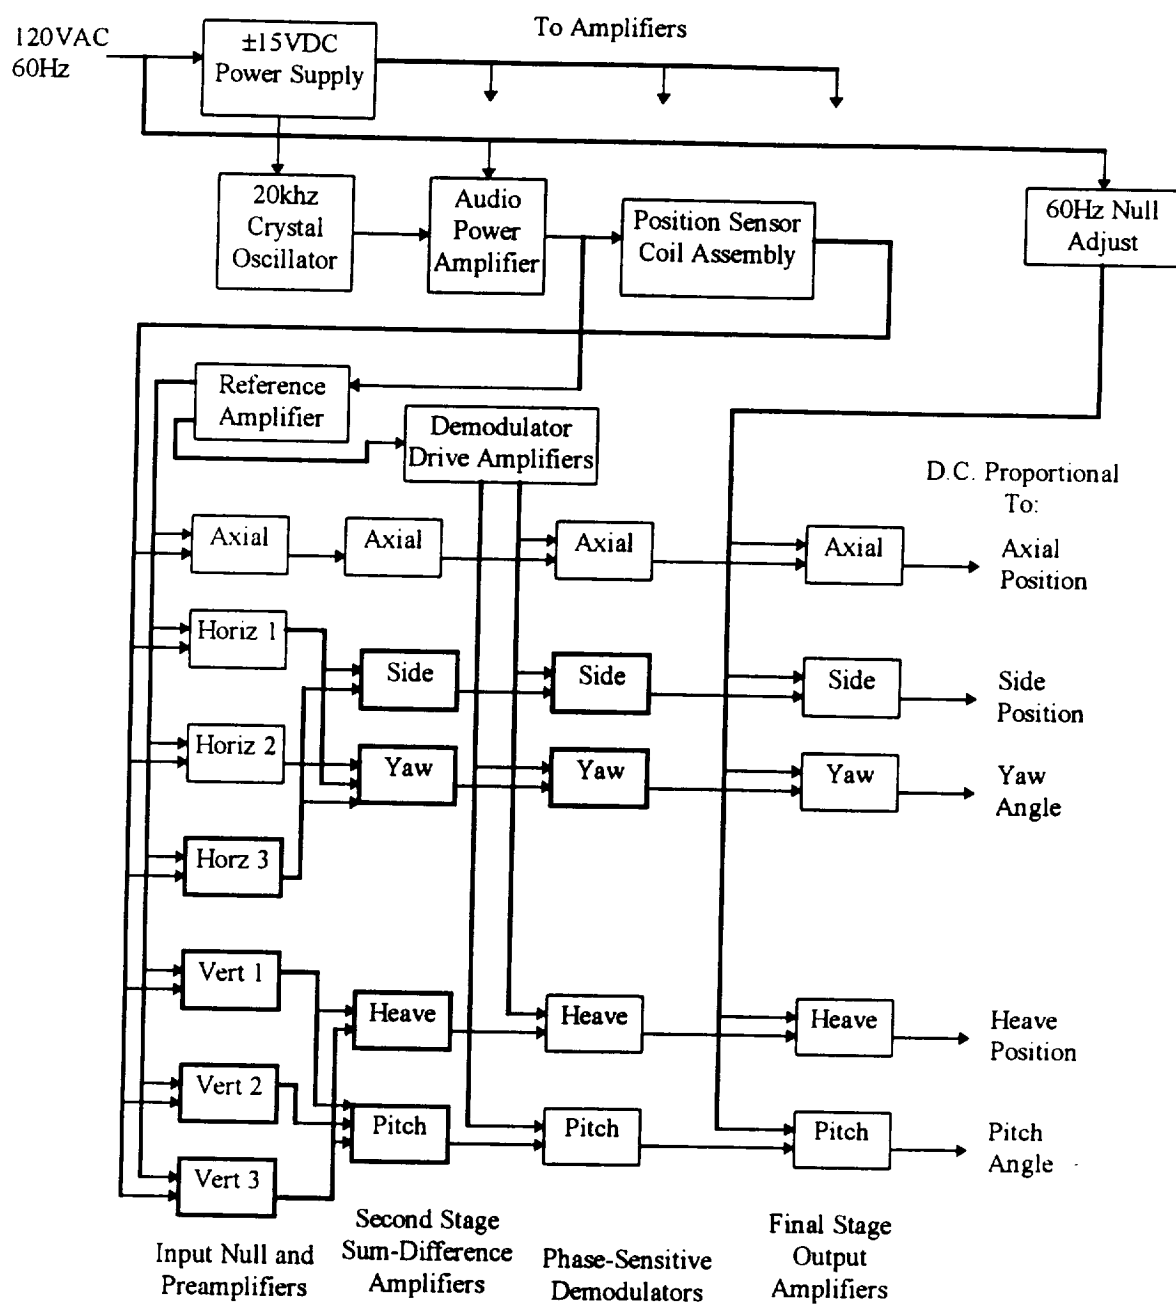 120VAC
60Hz
±15VDC
Power Supply
To Amplifiers
20khz
Crystal
Oscillator
Audio
Power
Amplifier
Position Sensor
Coil Assembly
60Hz Null
Adjust
Reference
Amplifier
Demodulator
Drive Amplifiers
D.C. Proportional
To:
Axial
Axial
Axial
Axial
Axial
Position
Horiz 1
Side
Side
Side
Side
Position
Horiz 2
Yaw
Yaw
Yaw
Yaw
Angle
Horz 3
Vert 1
Heave
Heave
Heave
Heave
Position
Vert 2
Pitch
Pitch
Pitch
Pitch
Angle
Vert 3
Input Null and
Preamplifiers
Second Stage
Sum-Difference
Amplifiers
Phase-Sensitive
Demodulators
Final Stage
Output
Amplifiers